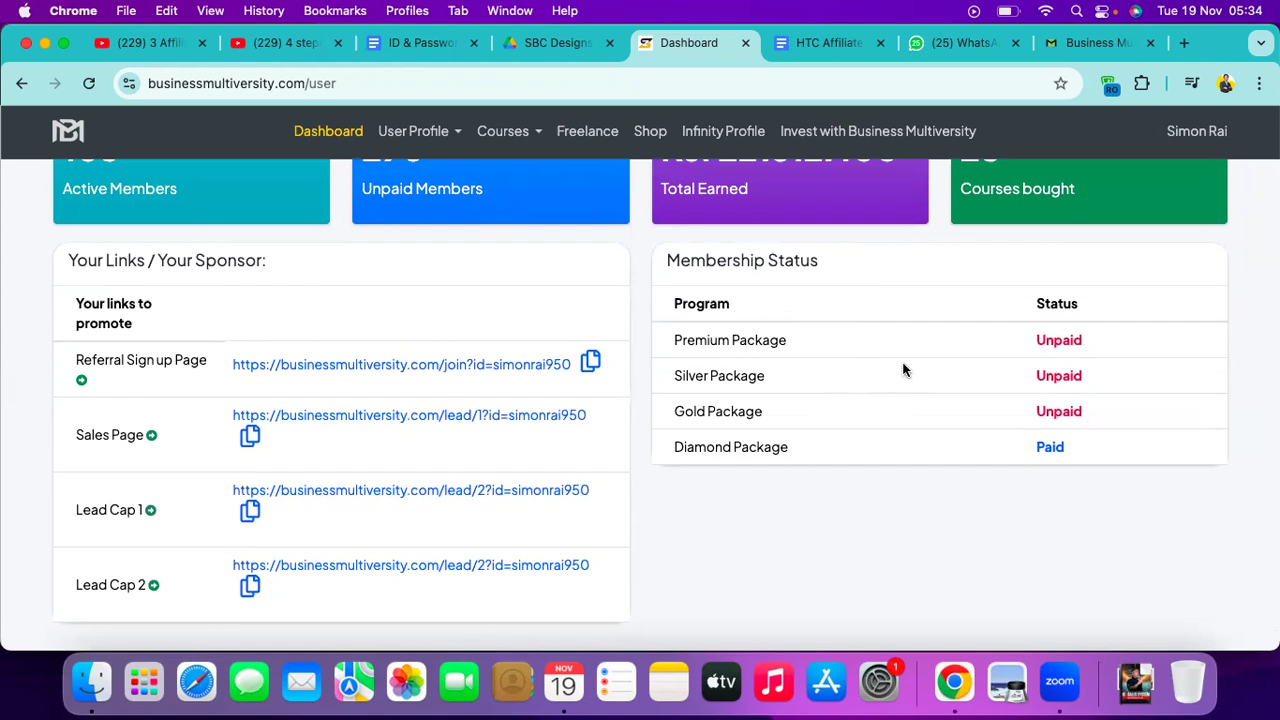 Chrome File Edit View History Bookmarks Profiles Tab Window Help Tue 19 Nov 05:34
(229) 3 Affili (229) 4 step ID & Passwo SBC Designs Dashboard HTC Affiliate (25) WhatsA Business Mu
businessmultiversity.com/user
RO
Dashboard User Profile Courses Freelance Shop Infinity Profile Invest with Business Multiversity Simon Rai
Active Members Unpaid Members Total Earned Courses bought
Your Links / Your Sponsor:
Your links to
promote
Referral Sign up Page https://businessmultiversity.com/join?id=simonrai950
Sales Page https://businessmultiversity.com/lead/1?id=simonrai950
Lead Cap 1 https://businessmultiversity.com/lead/2?id=simonrai950
Lead Cap 2 https://businessmultiversity.com/lead/2?id=simonrai950
Membership Status
Program Status
Premium Package Unpaid
Silver Package Unpaid
Gold Package Unpaid
Diamond Package Paid
NOV
19
tv
1
zoom